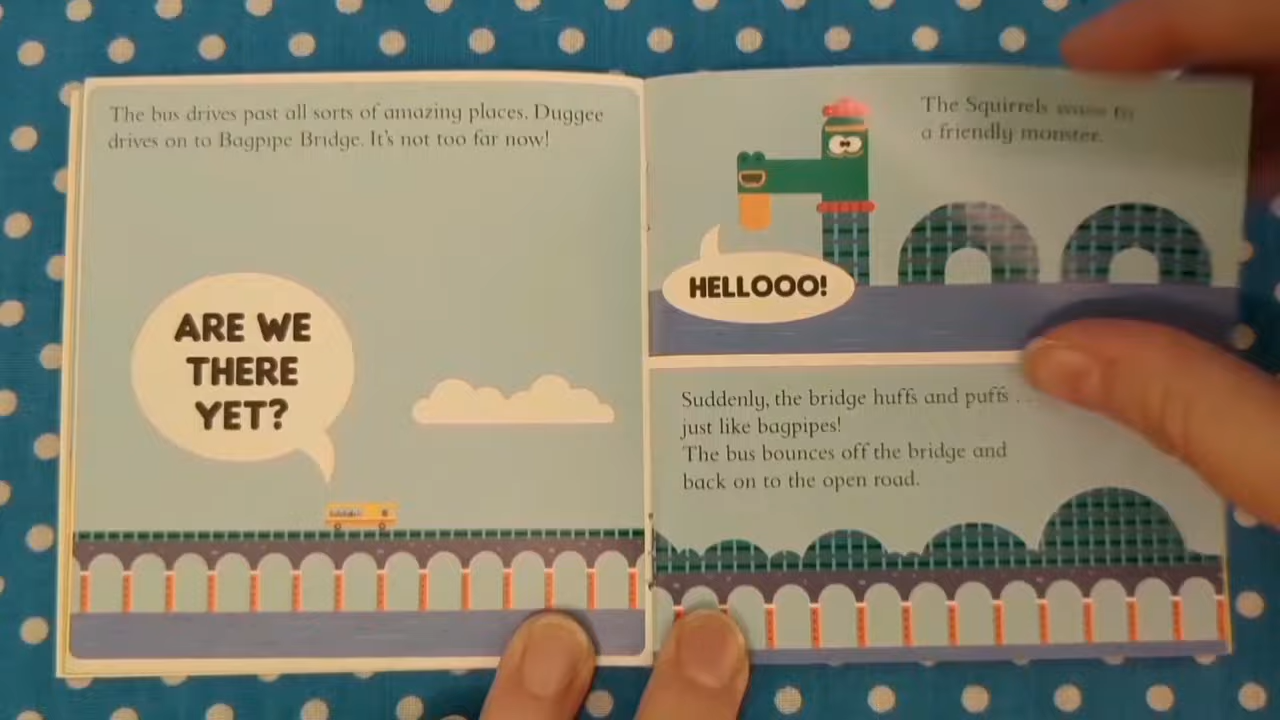 The bus drives past all sorts of amazing places. Duggee
drives on to Bagpipe Bridge. It's not too far now!
ARE WE
THERE
YET?
The Squirrels wave to
a friendly monster.
HELLOOO!
Suddenly, the bridge huffs and puffs . . .
just like bagpipes!
The bus bounces off the bridge and
back on to the open road.